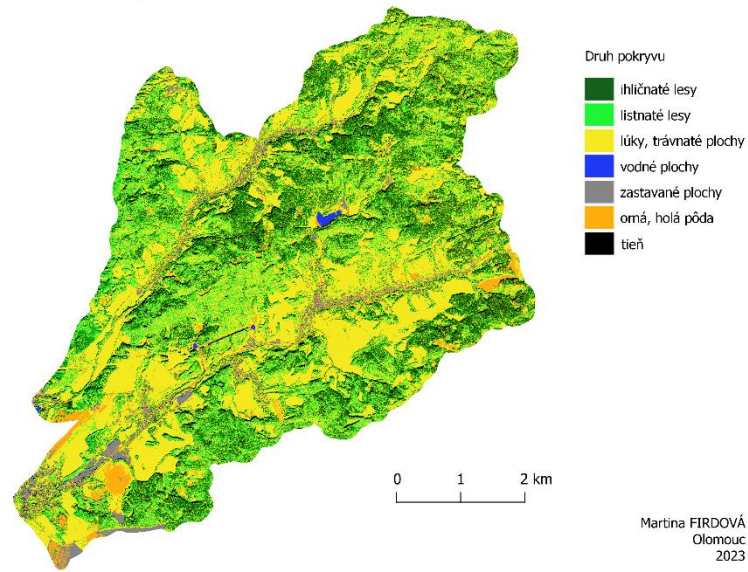 Druh pokryvu
ihličnaté lesy
listnaté lesy
lúky, trávnaté plochy
vodné plochy
zastavané plochy
orná, holá pôda
tieň
0 1 2 km
Martina FIRDOVÁ
Olomouc
2023